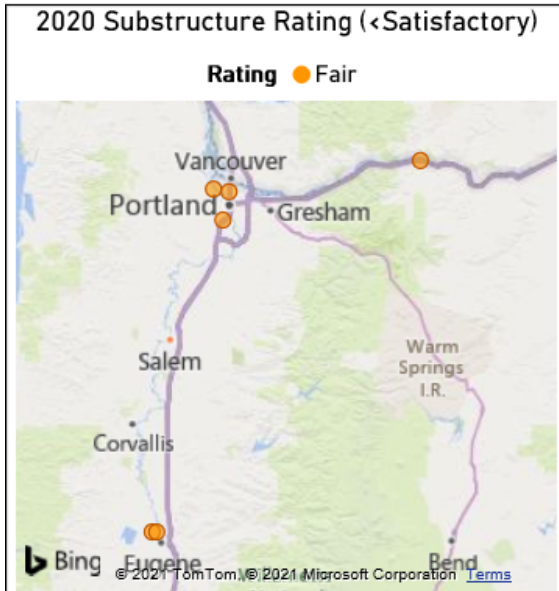 2020 Substructure Rating (<Satisfactory)
Rating Fair
Vancouver
Portland
Gresham
Salem
Warm
Springs
I.R.
Corvallis
Eugene
Bend
Bing
© 2021 TomTom, © 2021 Microsoft Corporation Terms